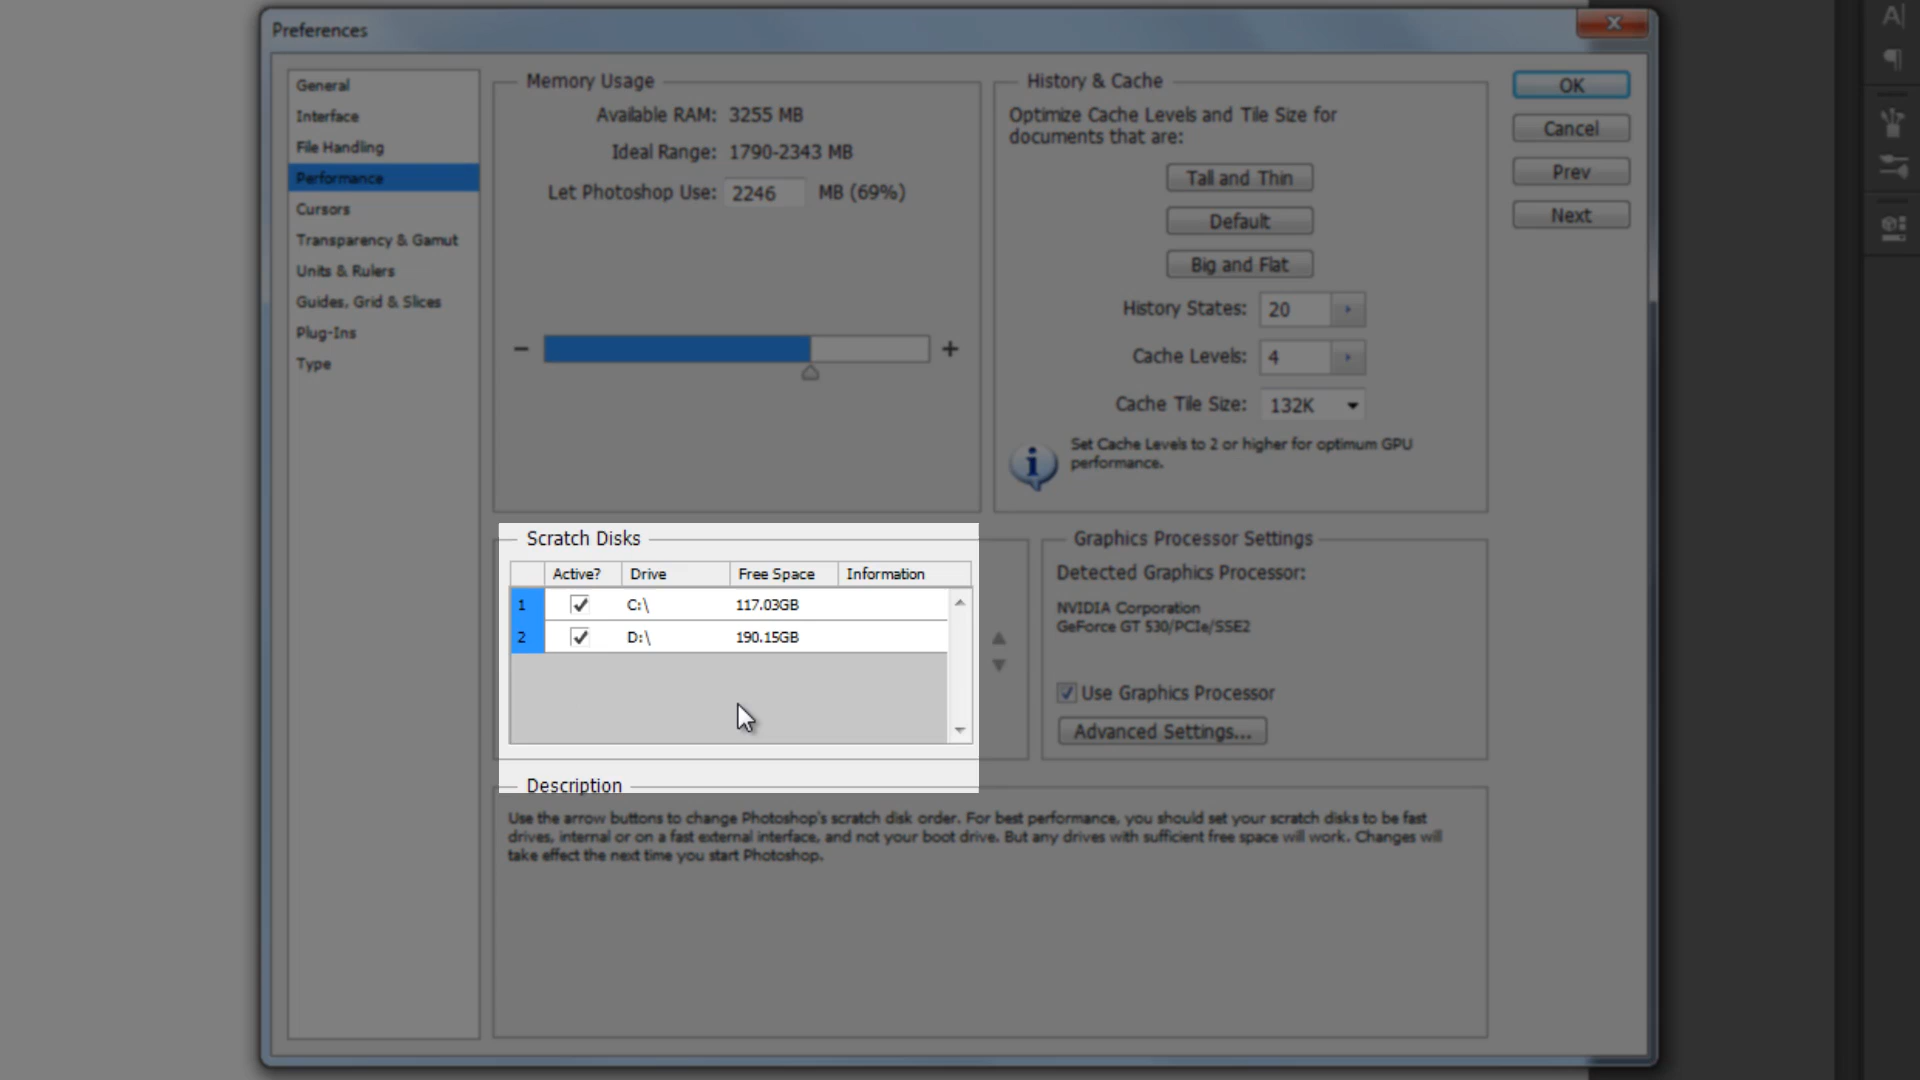 Preferences
General
Interface
File Handling
Performance
Cursors
Transparency & Gamut
Units & Rulers
Guides, Grid & Slices
Plug-Ins
Type
Memory Usage
Available RAM: 3255 MB
Ideal Range: 1790-2343 MB
Let Photoshop Use: 2246 MB (69%)
− +
History & Cache
Optimize Cache Levels and Tile Size for
documents that are:
Tall and Thin
Default
Big and Flat
History States: 20
Cache Levels: 4
Cache Tile Size: 132K
Set Cache Levels to 2 or higher for optimum GPU
performance.
OK
Cancel
Prev
Next
Scratch Disks
Active? Drive Free Space Information
1 C:\ 117.03GB
2 D:\ 190.15GB
Graphics Processor Settings
Detected Graphics Processor:
NVIDIA Corporation
GeForce GT 530/PCIe/SSE2
Use Graphics Processor
Advanced Settings...
Description
Use the arrow buttons to change Photoshop's scratch disk order. For best performance, you should set your scratch disks to be fast
drives, internal or on a fast external interface, and not your boot drive. But any drives with sufficient free space will work. Changes will
take effect the next time you start Photoshop.